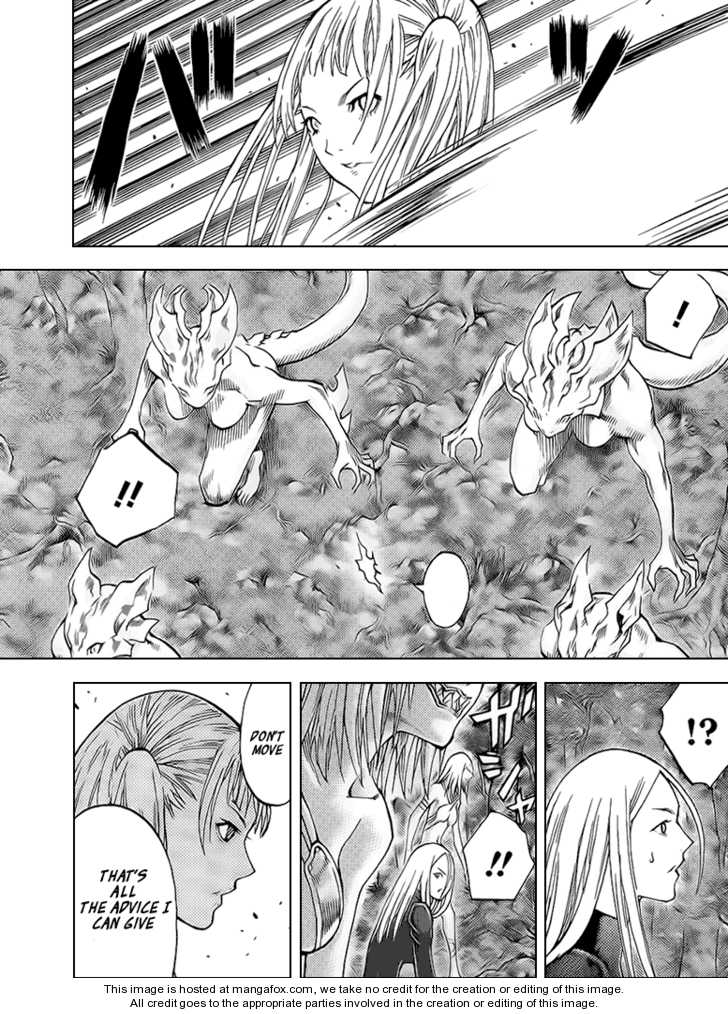 !
!!
!?
!!
DON'T
MOVE
THAT'S
ALL
THE ADVICE I
CAN GIVE
This image is hosted at mangafox.com, we take no credit for the creation or editing of this image.
All credit goes to the appropriate parties involved in the creation or editing of this image.